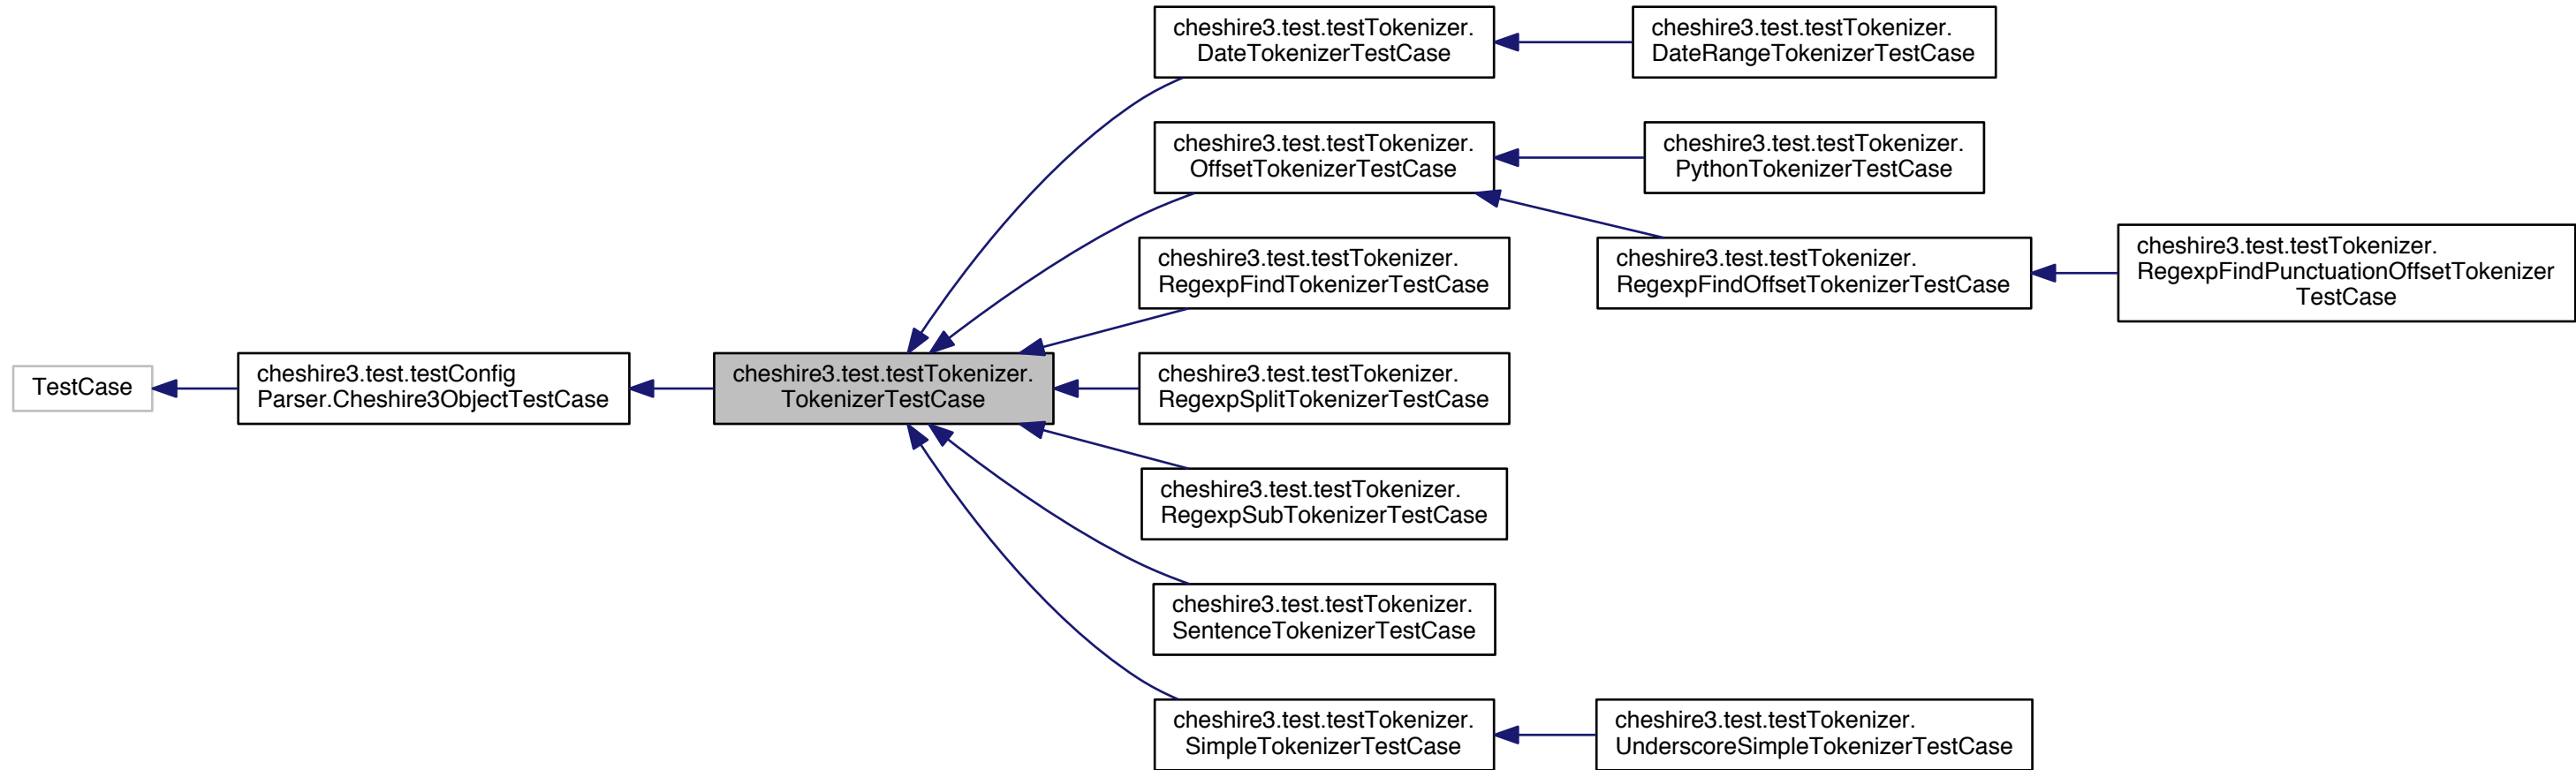 cheshire3.test.testTokenizer.
DateTokenizerTestCase
cheshire3.test.testTokenizer.
DateRangeTokenizerTestCase
cheshire3.test.testTokenizer.
OffsetTokenizerTestCase
cheshire3.test.testTokenizer.
PythonTokenizerTestCase
cheshire3.test.testTokenizer.
RegexpFindTokenizerTestCase
cheshire3.test.testTokenizer.
RegexpFindOffsetTokenizerTestCase
cheshire3.test.testTokenizer.
RegexpFindPunctuationOffsetTokenizer
TestCase
TestCase
cheshire3.test.testConfig
Parser.Cheshire3ObjectTestCase
cheshire3.test.testTokenizer.
TokenizerTestCase
cheshire3.test.testTokenizer.
RegexpSplitTokenizerTestCase
cheshire3.test.testTokenizer.
RegexpSubTokenizerTestCase
cheshire3.test.testTokenizer.
SentenceTokenizerTestCase
cheshire3.test.testTokenizer.
SimpleTokenizerTestCase
cheshire3.test.testTokenizer.
UnderscoreSimpleTokenizerTestCase